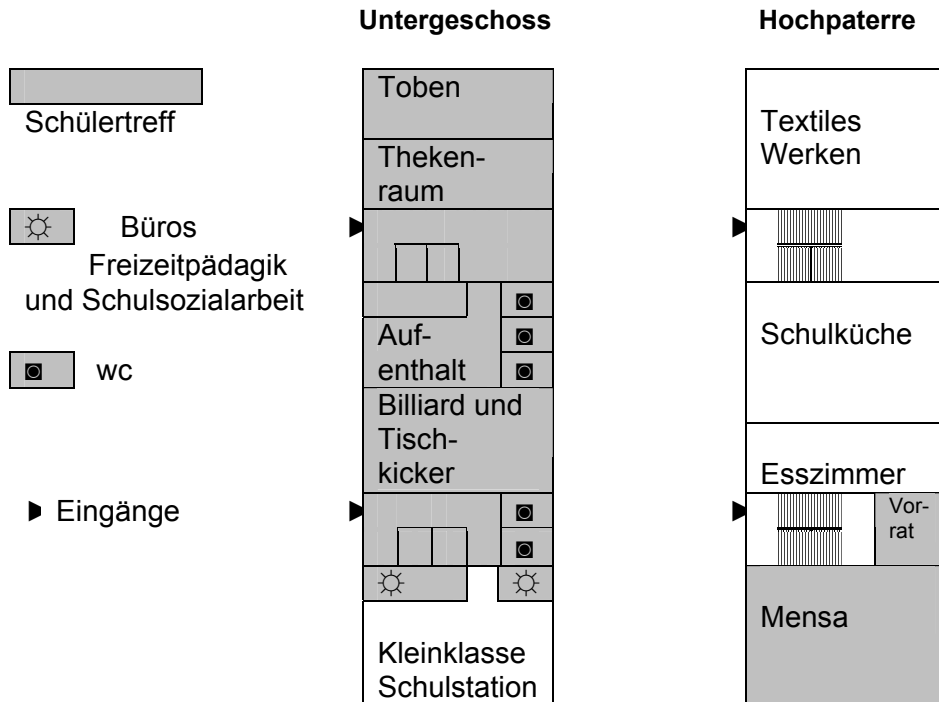 Untergeschoss
Hochpaterre
Schülertreff
Büros
Freizeitpädagik
und Schulsozialarbeit
wc
Eingänge
Toben
Theken-
raum
Auf-
enthalt
Billiard und
Tisch-
kicker
Kleinklasse
Schulstation
Textiles
Werken
Schulküche
Esszimmer
Vor-
rat
Mensa